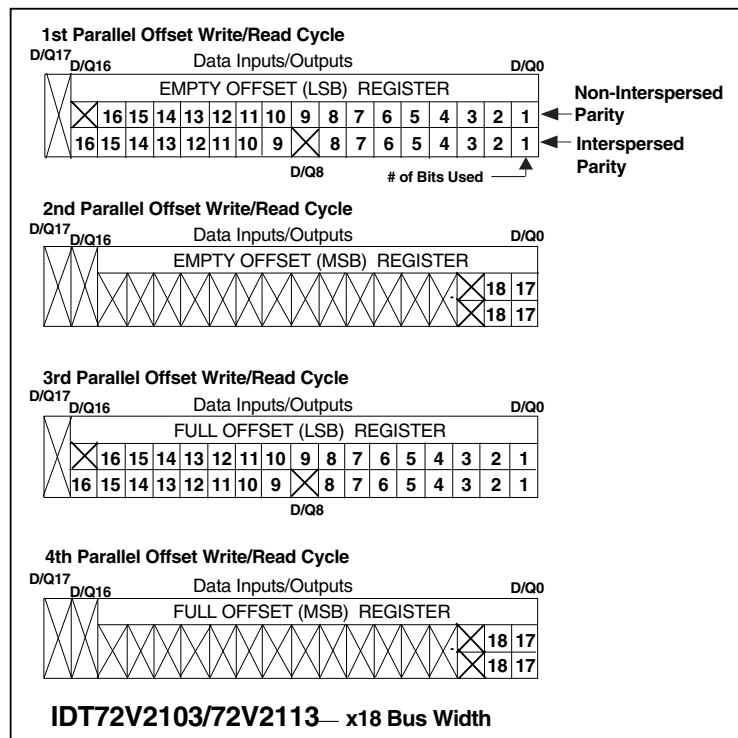 1st Parallel Offset Write/Read Cycle
D/Q17 D/Q16 Data Inputs/Outputs D/Q0
EMPTY OFFSET (LSB) REGISTER
16 15 14 13 12 11 10 9 8 7 6 5 4 3 2 1 Non-Interspersed Parity
16 15 14 13 12 11 10 9 8 7 6 5 4 3 2 1 Interspersed Parity
D/Q8 # of Bits Used
2nd Parallel Offset Write/Read Cycle
D/Q17 D/Q16 Data Inputs/Outputs D/Q0
EMPTY OFFSET (MSB) REGISTER
18 17
18 17
3rd Parallel Offset Write/Read Cycle
D/Q17 D/Q16 Data Inputs/Outputs D/Q0
FULL OFFSET (LSB) REGISTER
16 15 14 13 12 11 10 9 8 7 6 5 4 3 2 1
16 15 14 13 12 11 10 9 8 7 6 5 4 3 2 1
D/Q8
4th Parallel Offset Write/Read Cycle
D/Q17 D/Q16 Data Inputs/Outputs D/Q0
FULL OFFSET (MSB) REGISTER
18 17
18 17
IDT72V2103/72V2113— x18 Bus Width